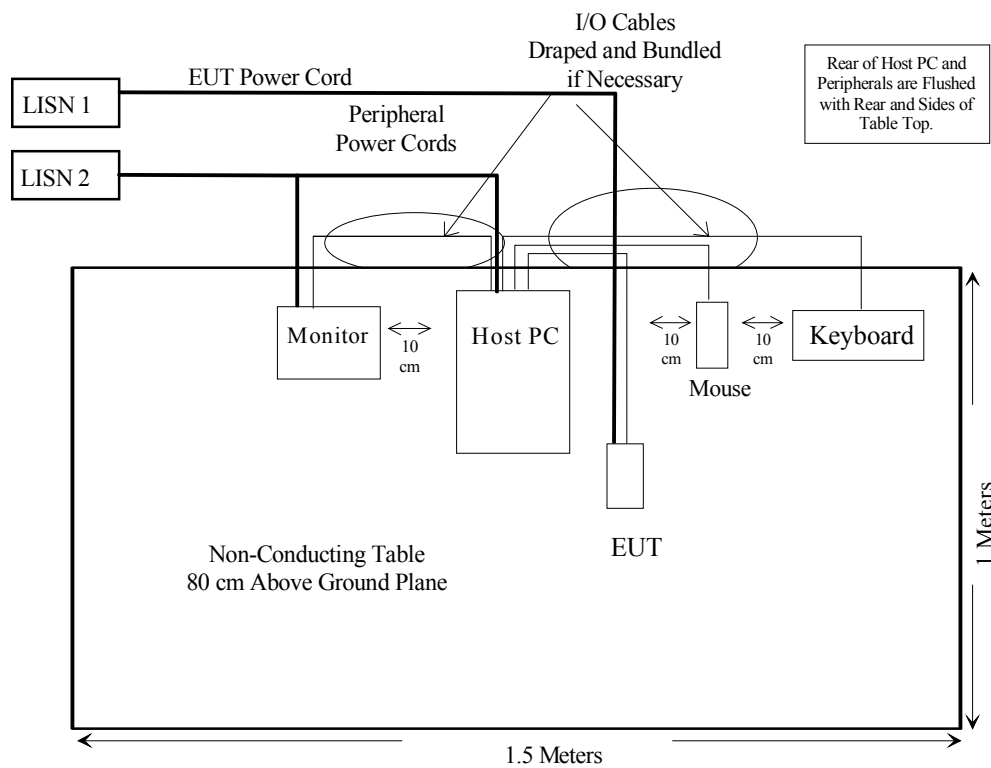 I/O Cables
Draped and Bundled
if Necessary
Rear of Host PC and
Peripherals are Flushed
with Rear and Sides of
Table Top.
EUT Power Cord
LISN 1
Peripheral
Power Cords
LISN 2
Monitor
10
cm
Host PC
10
cm
Mouse
10
cm
Keyboard
EUT
Non-Conducting Table
80 cm Above Ground Plane
1 Meters
1.5 Meters